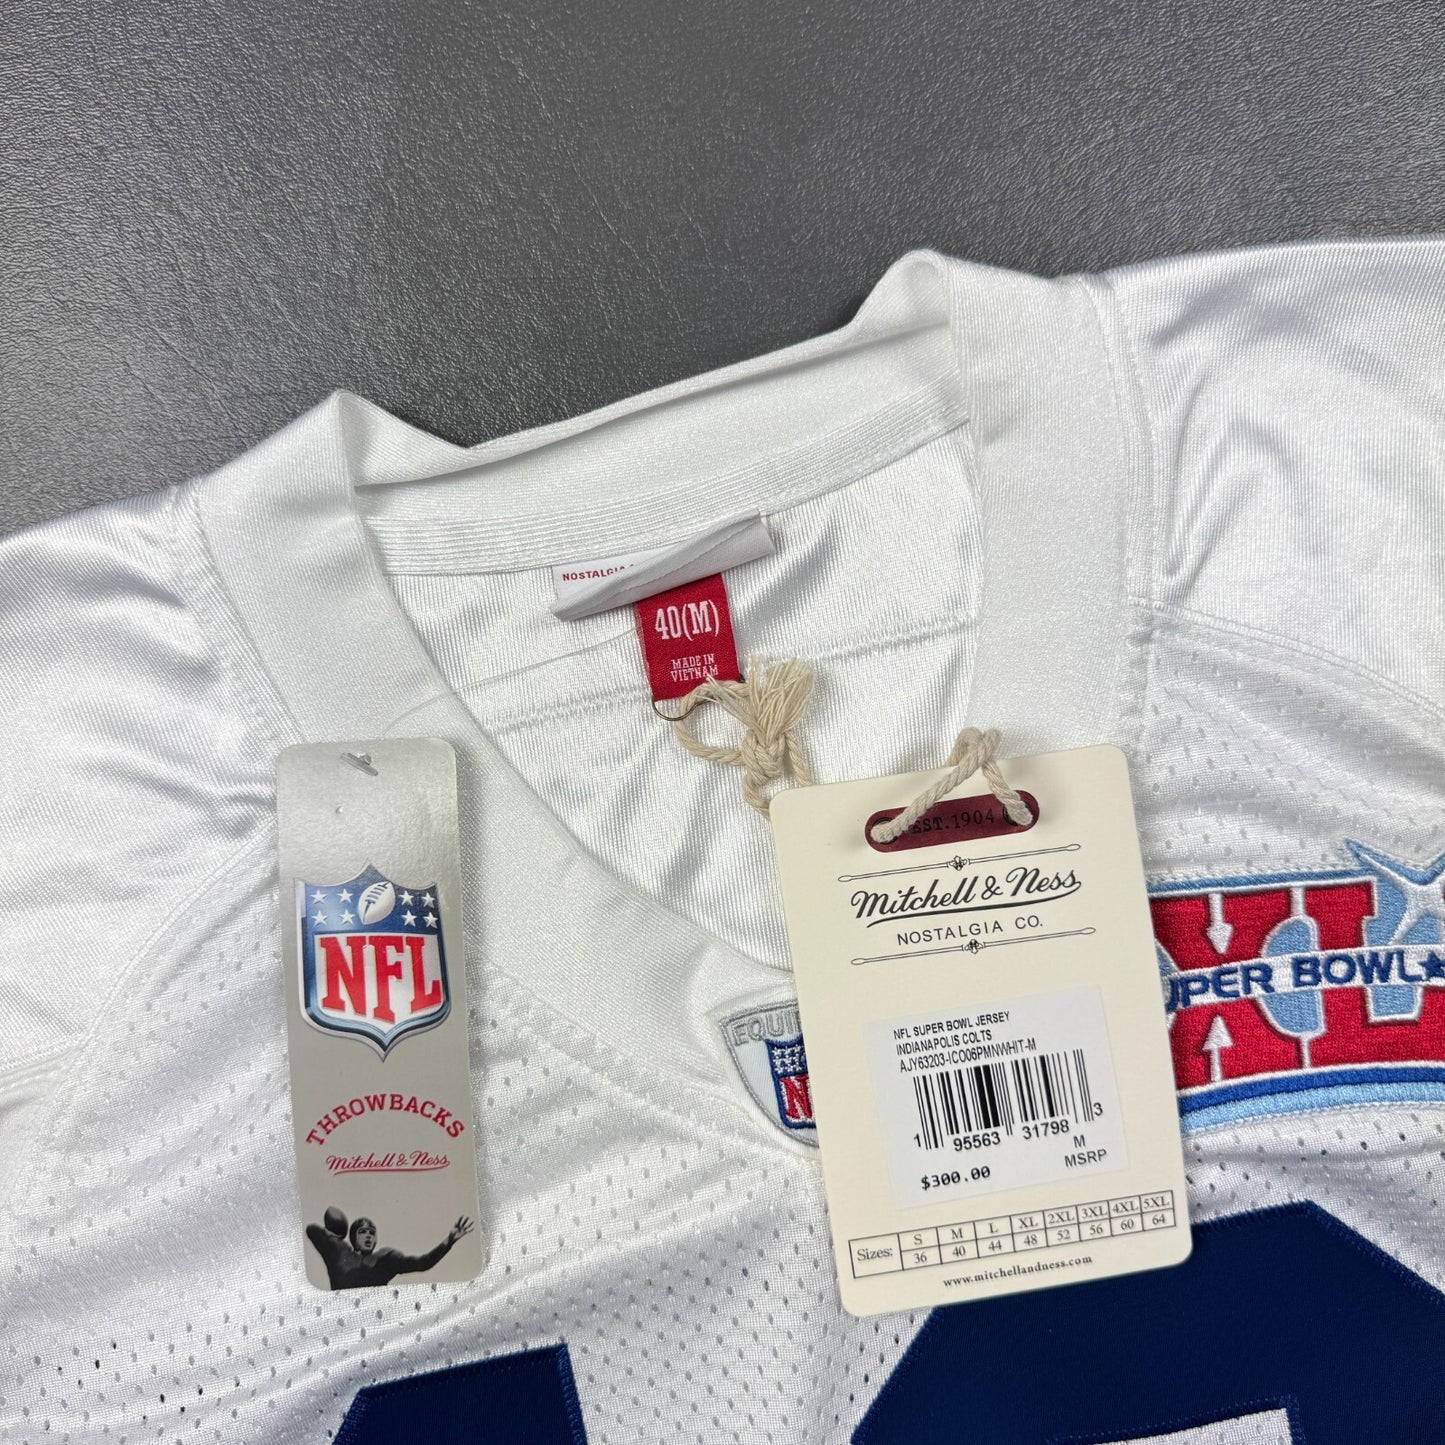 NOSTALGIA
40(M)
MADE IN
VIETNAM
NFL
THROWBACKS
Mitchell & Ness
EST. 1904
Mitchell & Ness
NOSTALGIA CO.
NFL SUPER BOWL JERSEY
INDIANAPOLIS COLTS
AJY63203-ICO06PMNWHIT-M
1 95563 31798 3
M
$300.00 MSRP
Sizes: S M L XL 2XL 3XL 4XL 5XL
36 40 44 48 52 56 60 64
www.mitchellandness.com
XL
SUPER BOWL